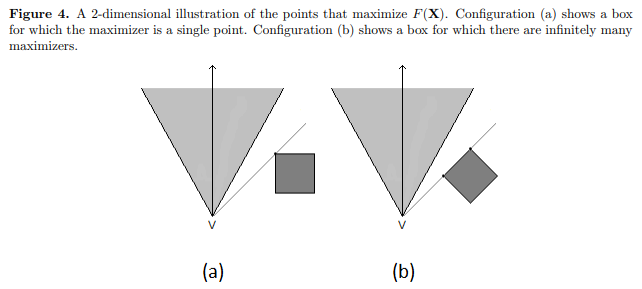 Figure 4. A 2-dimensional illustration of the points that maximize F(X). Configuration (a) shows a box
for which the maximizer is a single point. Configuration (b) shows a box for which there are infinitely many
maximizers.
V V
(a) (b)